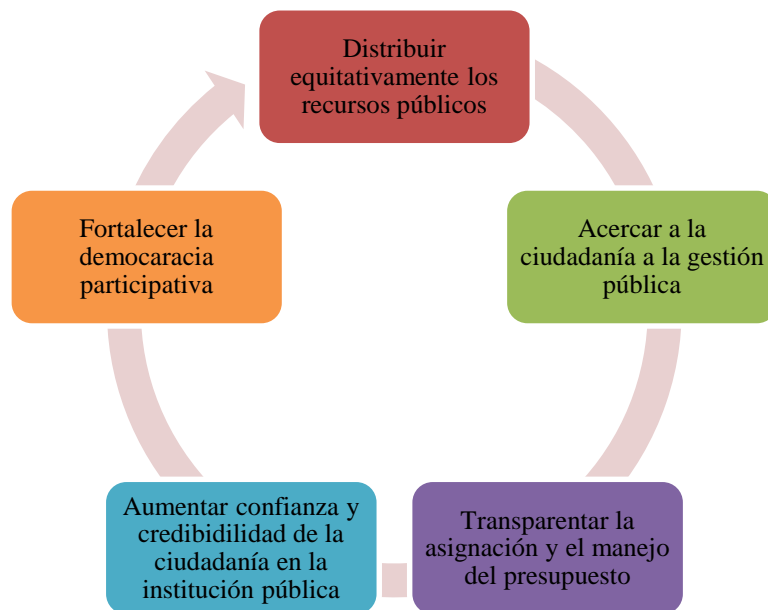 Distribuir
equitativamente los
recursos públicos
Acercar a la
ciudadanía a la gestión
pública
Transparentar la
asignación y el manejo
del presupuesto
Aumentar confianza y
credibidilidad de la
ciudadanía en la
institución pública
Fortalecer la
democaracia
participativa